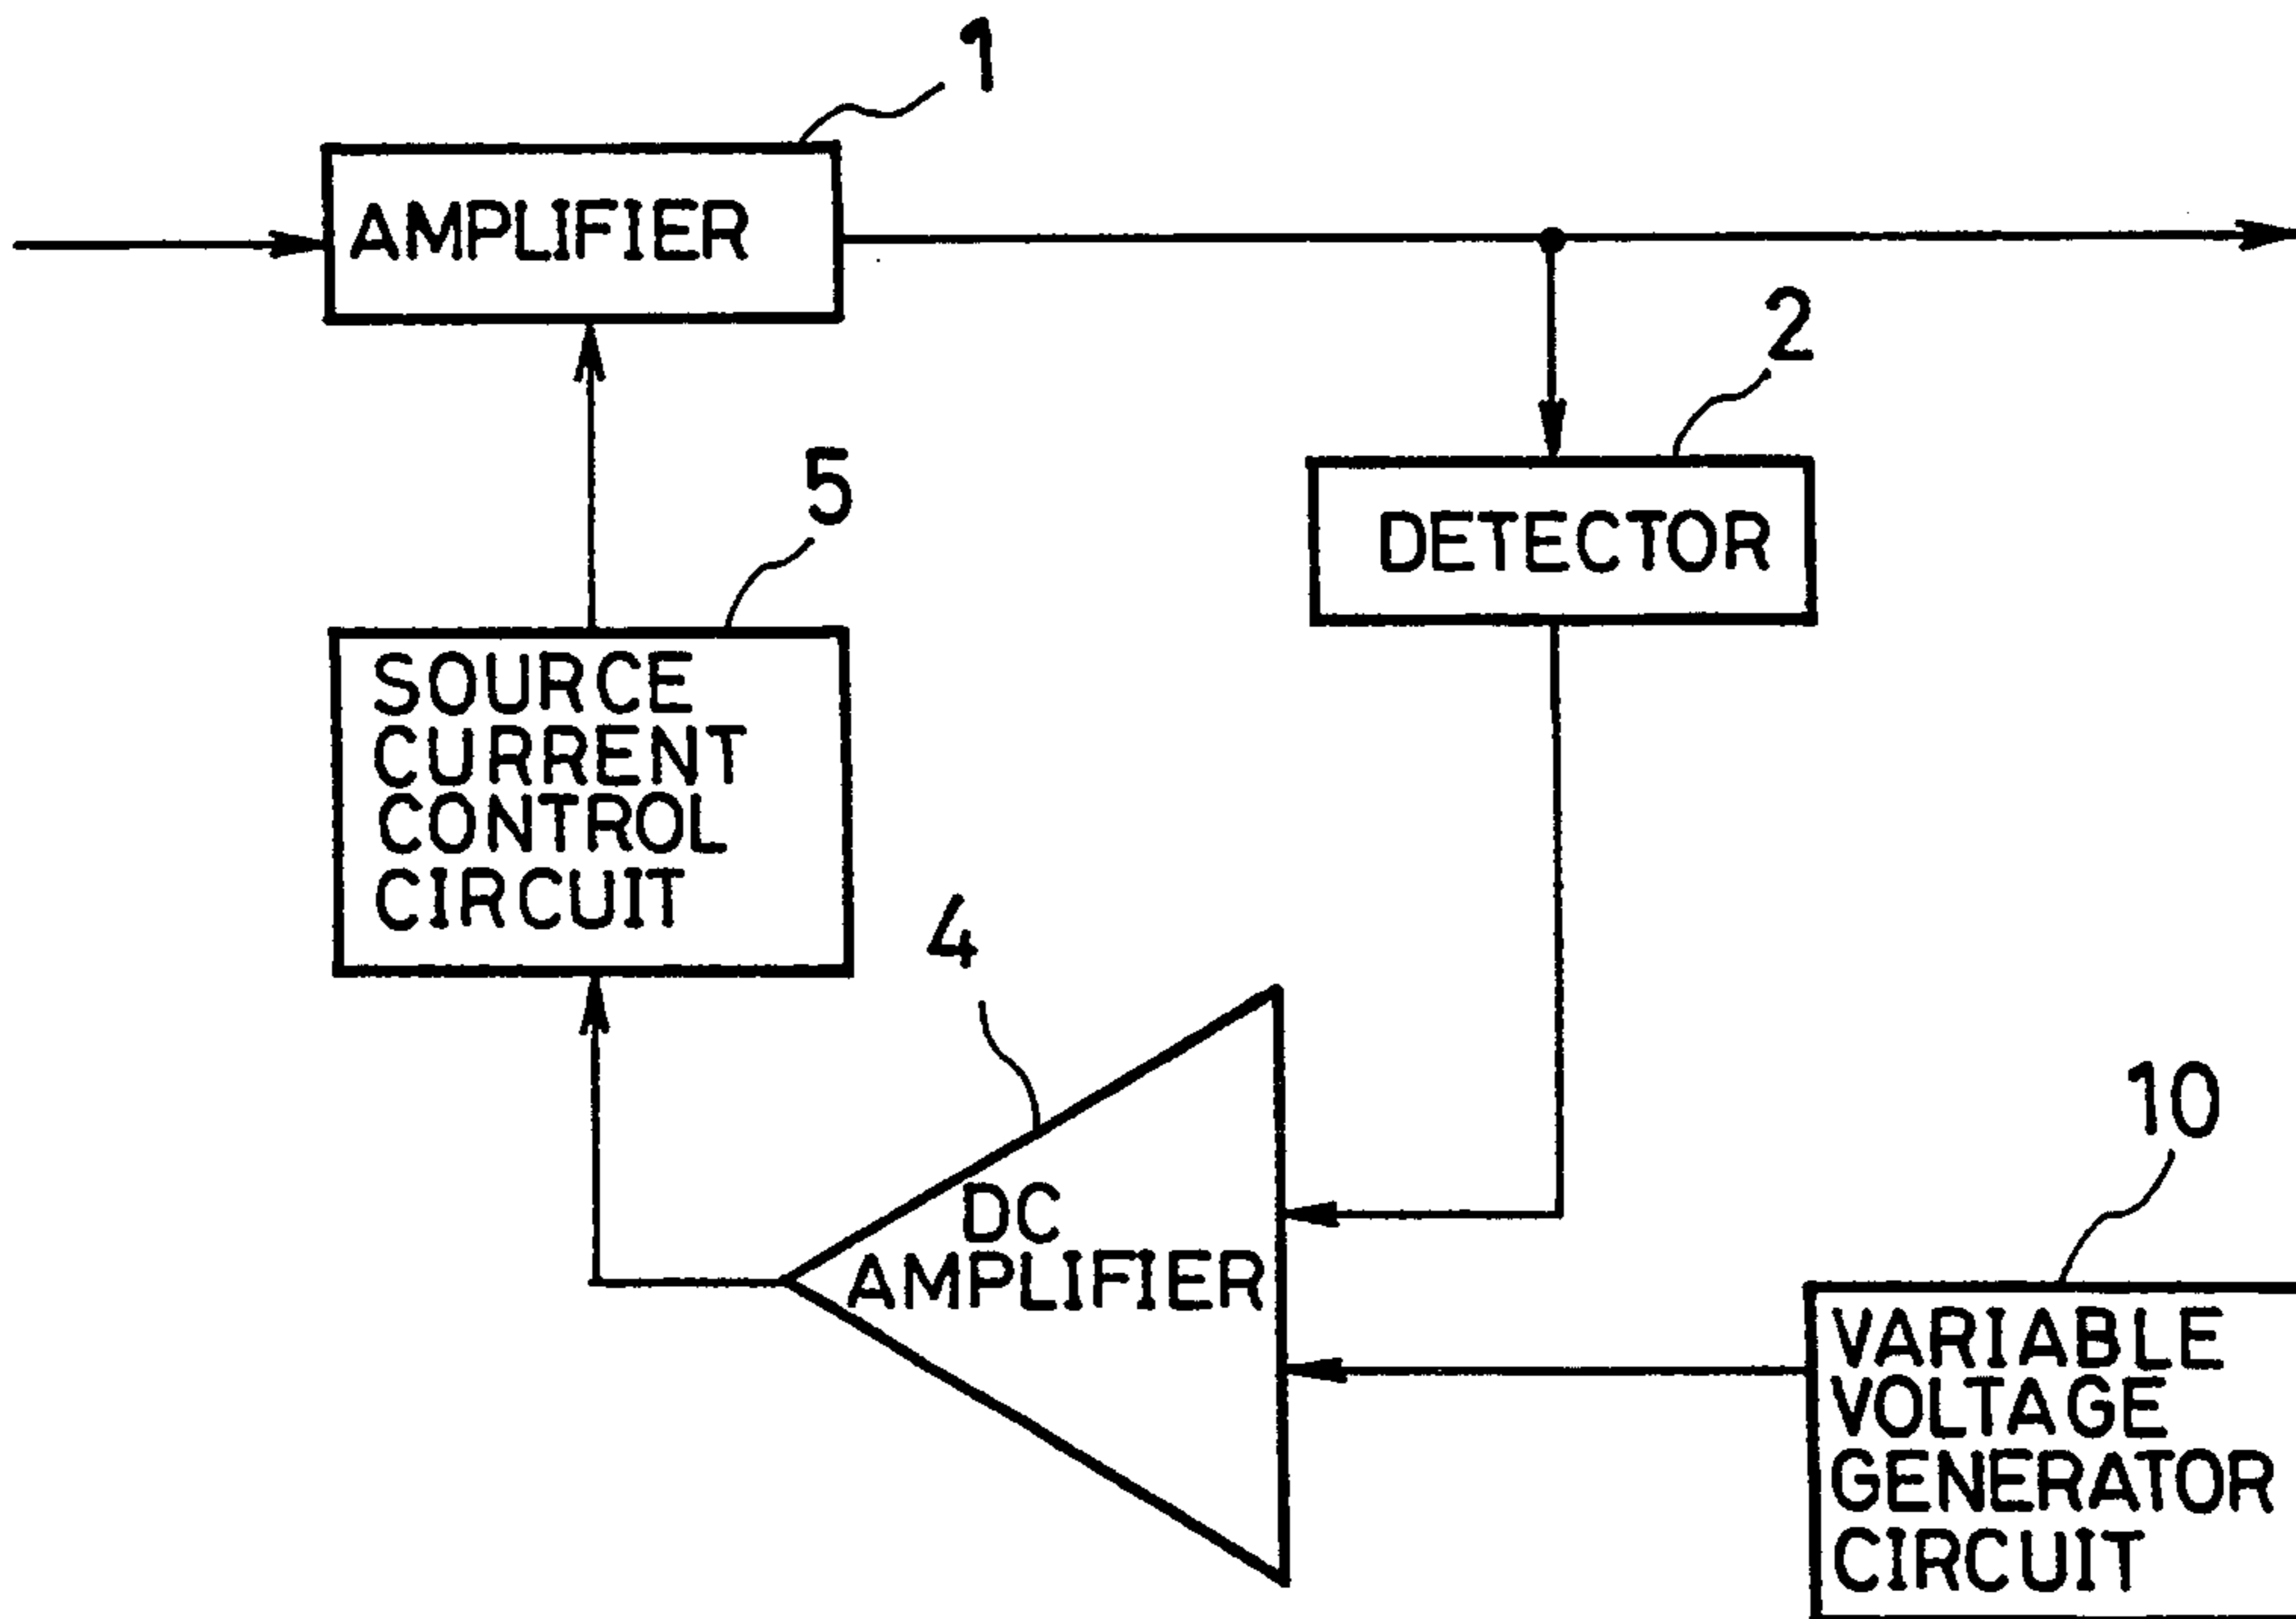 1
AMPLIFIER
2
DETECTOR
5
SOURCE
CURRENT
CONTROL
CIRCUIT
4
DC
AMPLIFIER
10
VARIABLE
VOLTAGE
GENERATOR
CIRCUIT